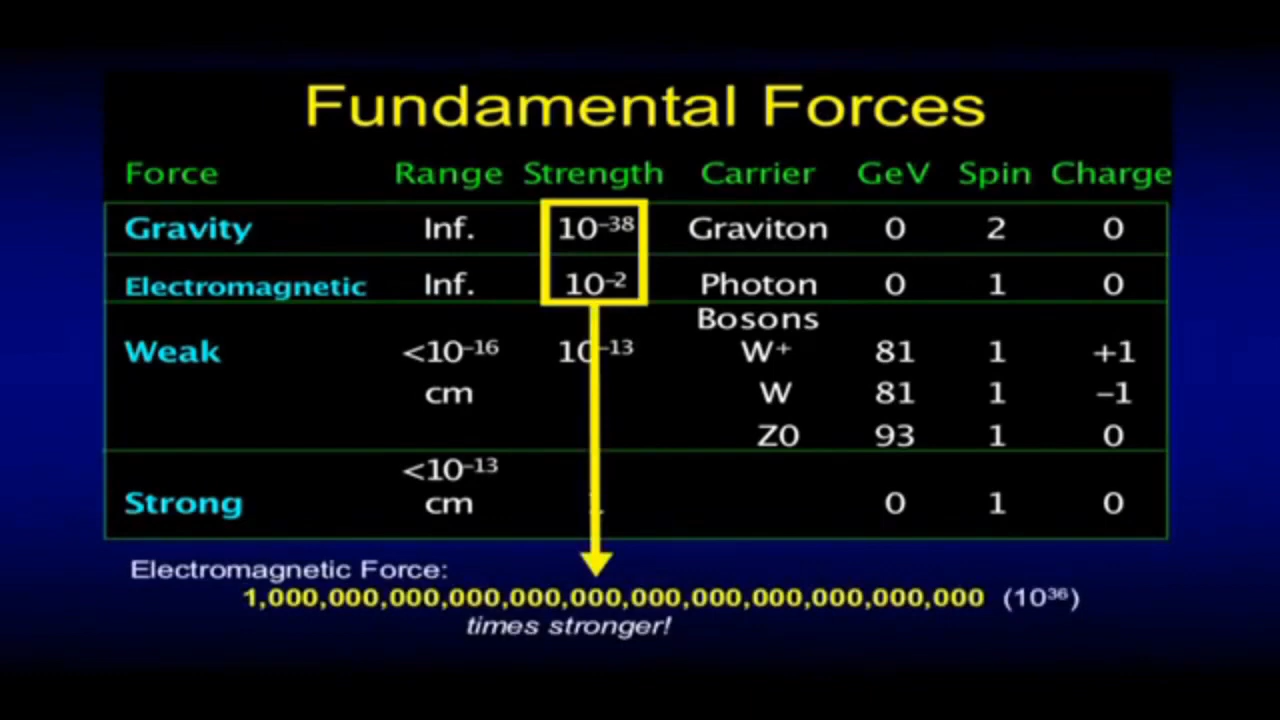 Fundamental Forces
Force Range Strength Carrier GeV Spin Charge
Gravity Inf. 10⁻³⁸ Graviton 0 2 0
Electromagnetic Inf. 10⁻² Photon 0 1 0
Bosons
Weak <10⁻¹⁶ 10⁻¹³ W⁺ 81 1 +1
cm W 81 1 −1
Z0 93 1 0
<10⁻¹³
Strong cm 1 0 1 0
Electromagnetic Force:
1,000,000,000,000,000,000,000,000,000,000,000,000 (10³⁶)
times stronger!